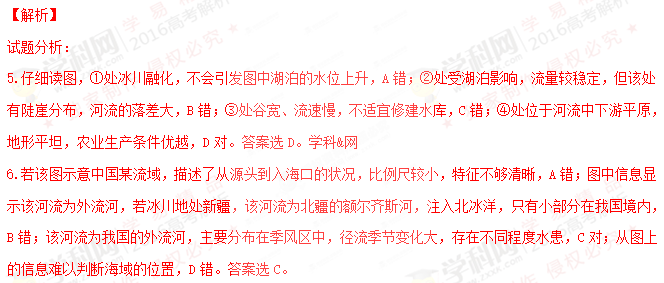 【解析】
试题分析：
5.仔细读图，①处冰川融化，不会引发图中湖泊的水位上升，A错；②处受湖泊影响，流量较稳定，但该处
有陡崖分布，河流的落差大，B错；③处谷宽、流速慢，不适宜修建水库，C错；④处位于河流中下游平原，
地形平坦，农业生产条件优越，D对。答案选D。学科&网
6.若该图示意中国某流域，描述了从源头到入海口的状况，比例尺较小，特征不够清晰，A错；图中信息显
示该河流为外流河，若冰川地处新疆，该河流为北疆的额尔齐斯河，注入北冰洋，只有小部分在我国境内，
B错；该河流为我国的外流河，主要分布在季风区中，径流季节变化大，存在不同程度水患，C对；从图上
的信息难以判断海域的位置，D错。答案选C。